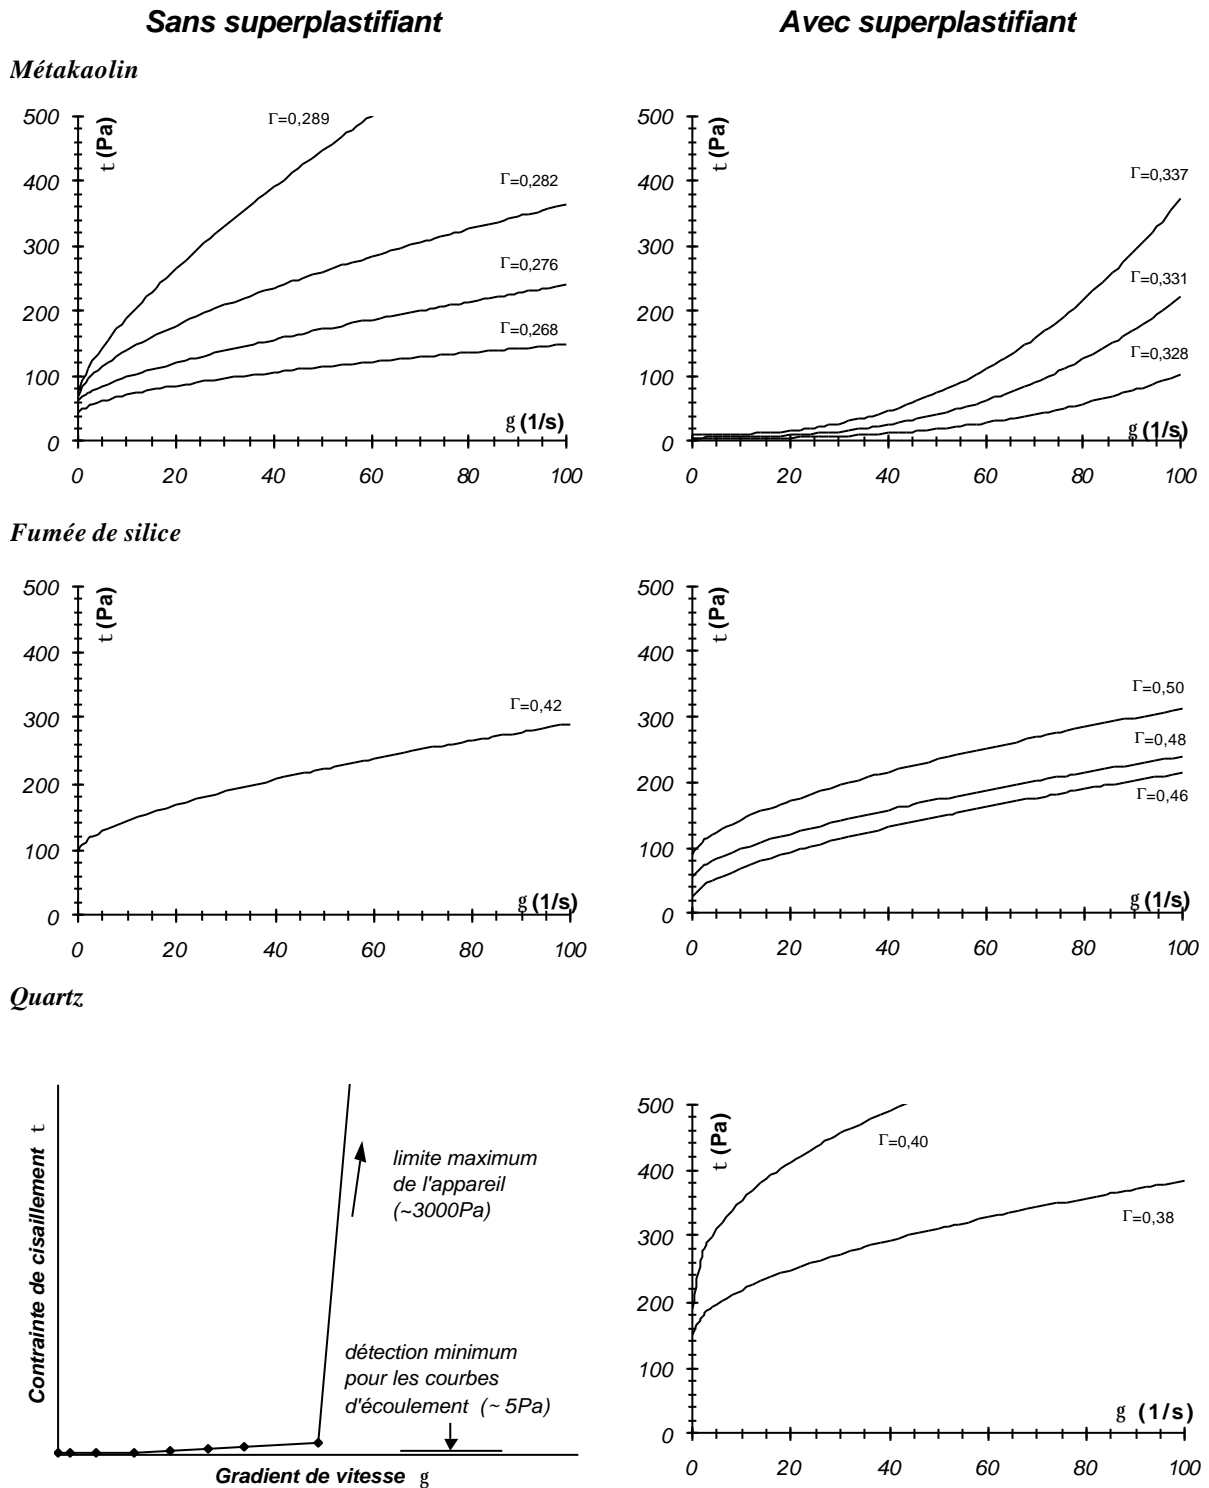 Sans superplastifiant
Avec superplastifiant
Métakaolin
500
400
300
200
100
0
t (Pa)
Γ=0,289
Γ=0,282
Γ=0,276
Γ=0,268
g (1/s)
0 20 40 60 80 100
500
400
300
200
100
0
t (Pa)
Γ=0,337
Γ=0,331
Γ=0,328
g (1/s)
0 20 40 60 80 100
Fumée de silice
500
400
300
200
100
0
t (Pa)
Γ=0,42
g (1/s)
0 20 40 60 80 100
500
400
300
200
100
0
t (Pa)
Γ=0,50
Γ=0,48
Γ=0,46
g (1/s)
0 20 40 60 80 100
Quartz
Contrainte de cisaillement t
limite maximum
de l'appareil
(~3000Pa)
détection minimum
pour les courbes
d'écoulement (~ 5Pa)
Gradient de vitesse g
500
400
300
200
100
0
t (Pa)
Γ=0,40
Γ=0,38
g (1/s)
0 20 40 60 80 100